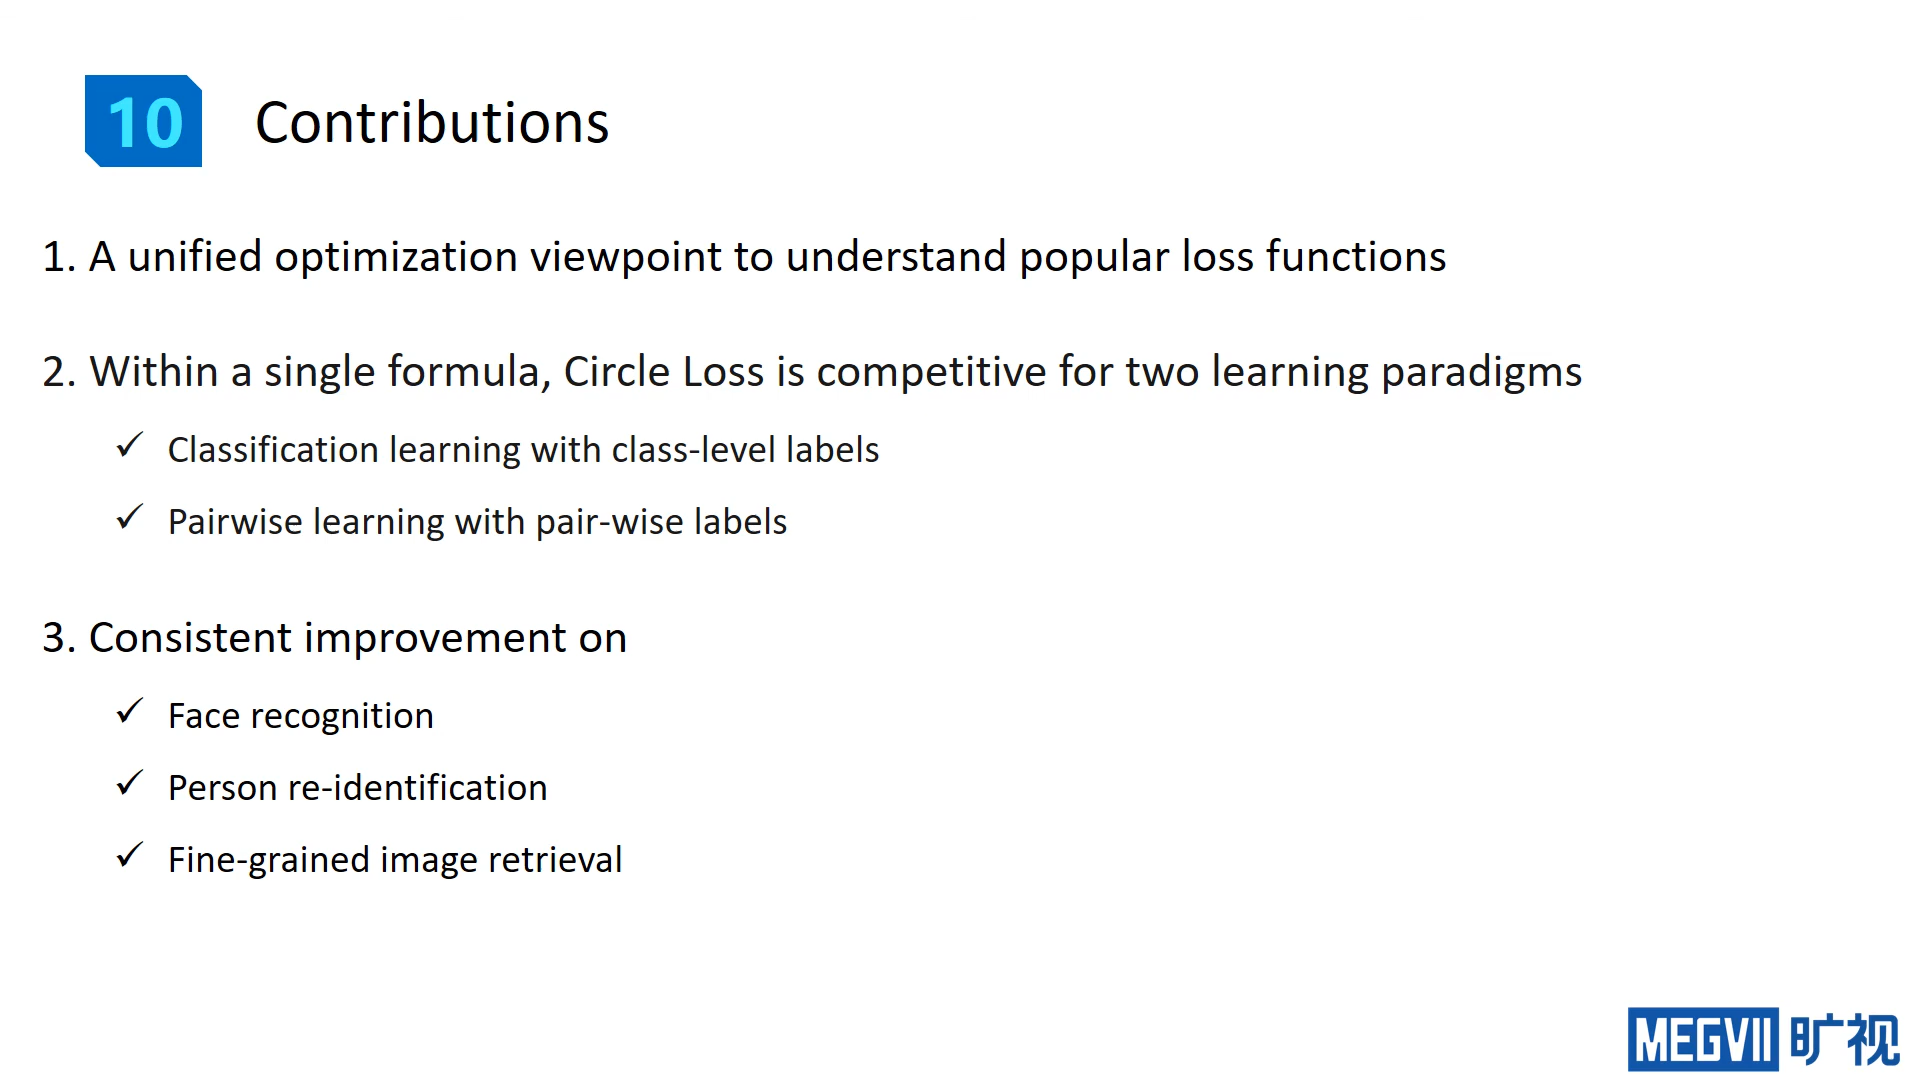 10 Contributions
1. A unified optimization viewpoint to understand popular loss functions
2. Within a single formula, Circle Loss is competitive for two learning paradigms
✓ Classification learning with class-level labels
✓ Pairwise learning with pair-wise labels
3. Consistent improvement on
✓ Face recognition
✓ Person re-identification
✓ Fine-grained image retrieval
MEGVII 旷视